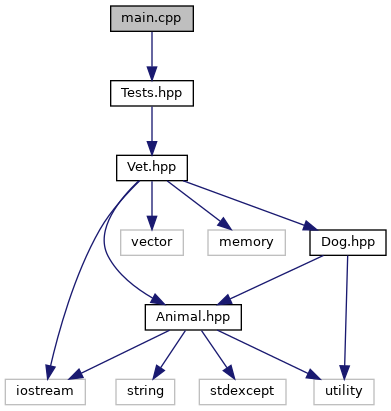 main.cpp
Tests.hpp
Vet.hpp
vector
memory
Dog.hpp
Animal.hpp
iostream
string
stdexcept
utility